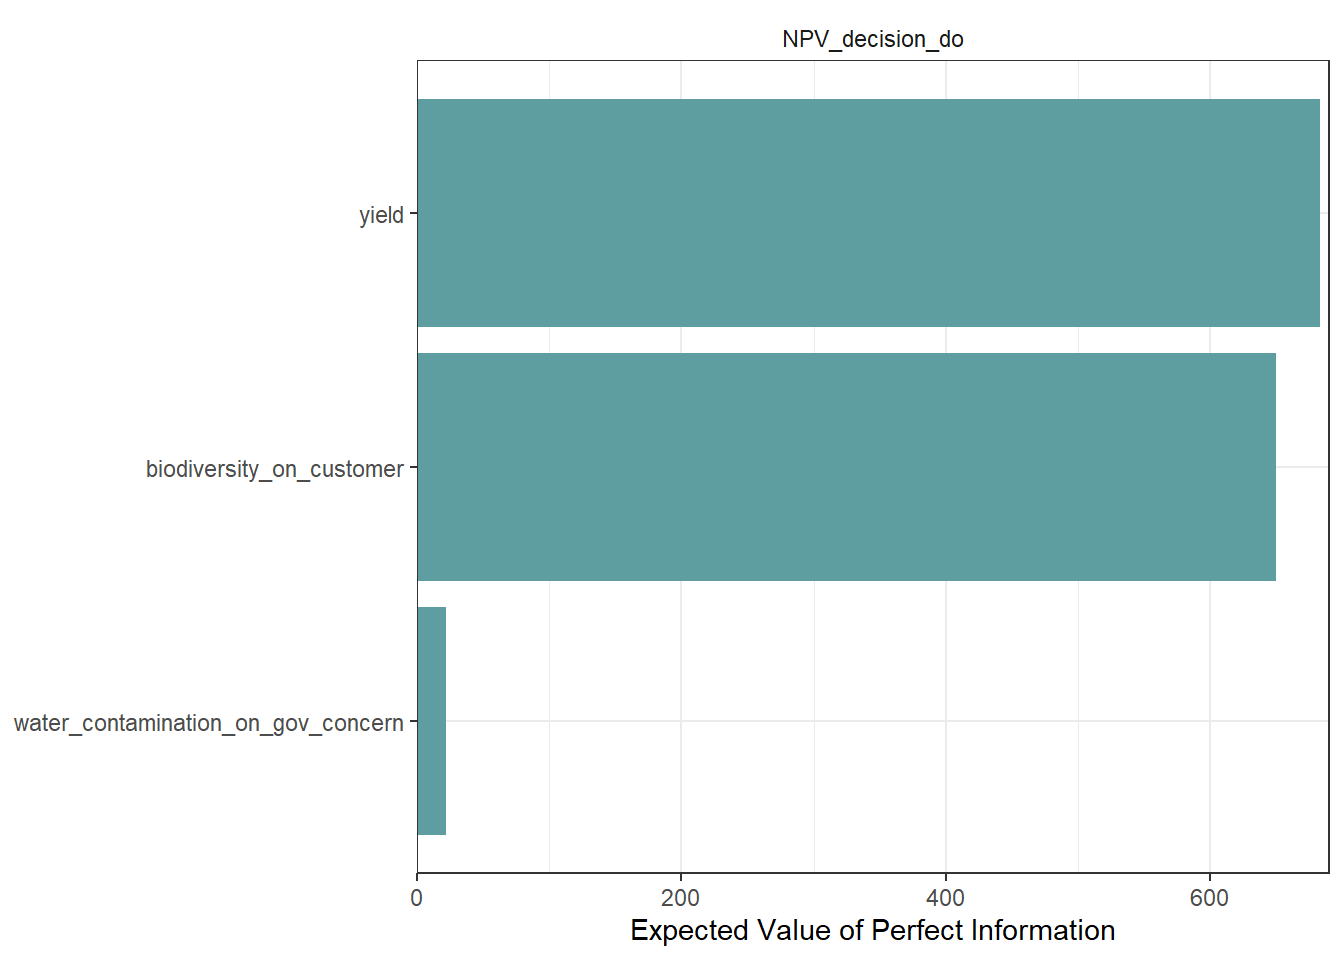 NPV_decision_do
yield
biodiversity_on_customer
water_contamination_on_gov_concern
0 200 400 600
Expected Value of Perfect Information